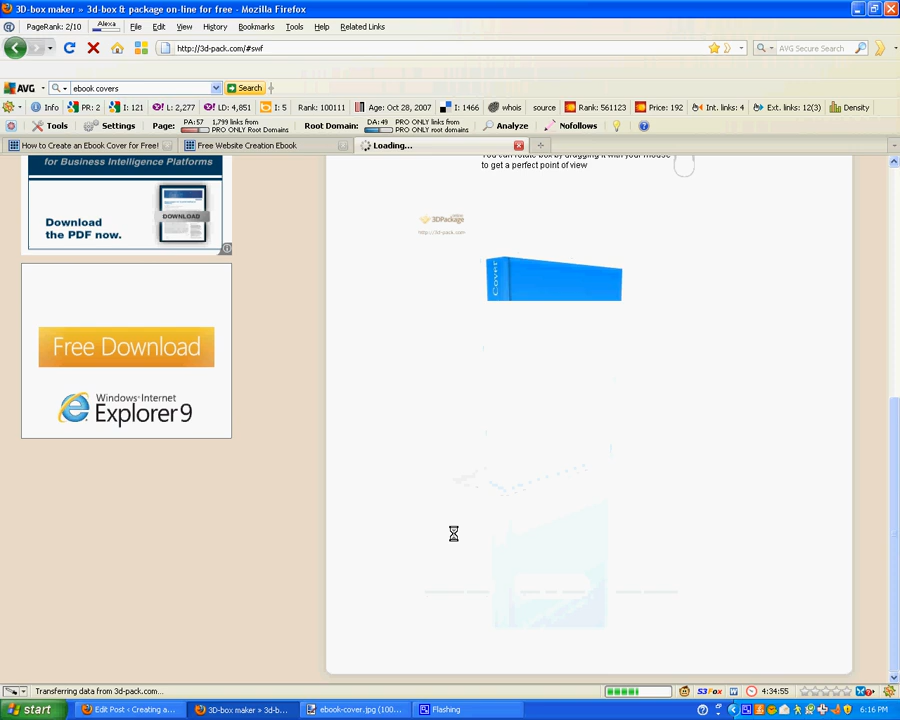 3D-box maker » 3d-box & package on-line for free - Mozilla Firefox
PageRank: 2/10 Alexa File Edit View History Bookmarks Tools Help Related Links
http://3d-pack.com/#swf
AVG Secure Search
AVG ebook covers Search
Info PR: 2 I: 121 L: 2,277 LD: 4,851 I: 5 Rank: 100111 Age: Oct 28, 2007 I: 1466 whois source Rank: 561123 Price: 192 Int. links: 4 Ext. links: 12(3) Density
Tools Settings Page: PA: 57 1,799 links from PRO ONLY Root Domains Root Domain: DA: 49 PRO ONLY links from PRO ONLY root domains Analyze Nofollows
How to Create an Ebook Cover for Free! Free Website Creation Ebook Loading...
for Business Intelligence Platforms
Download
the PDF now.
DOWNLOAD
You can rotate box by dragging it with your mouse
to get a perfect point of view
3DPackage
http://3d-pack.com
Cover
Free Download
Windows Internet
Explorer9
Transferring data from 3d-pack.com...
S3Fox 4:34:55
start Edit Post ‹ Creating a... 3D-box maker » 3d-b... ebook-cover.jpg (100... Flashing 6:16 PM